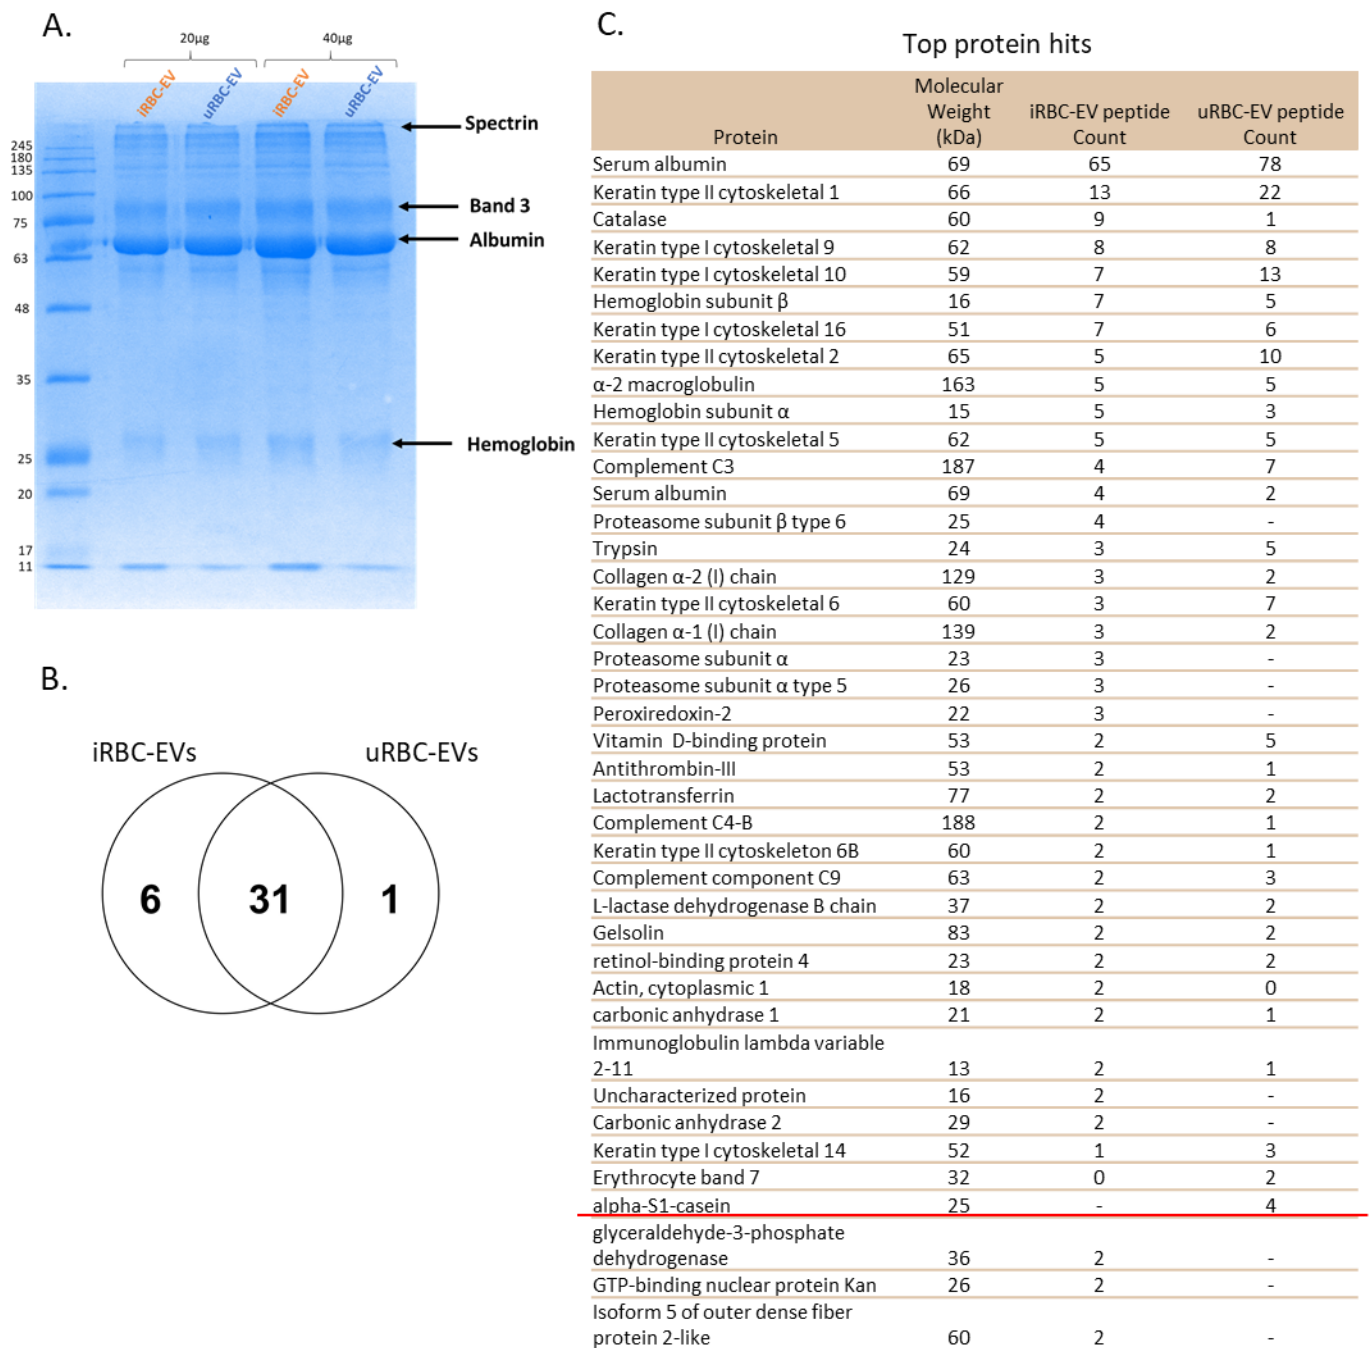 A.
20µg
40µg
iRBC-EV
uRBC-EV
iRBC-EV
uRBC-EV
245
180
135
100
75
63
48
35
25
20
17
11
Spectrin
Band 3
Albumin
Hemoglobin
B.
iRBC-EVs
uRBC-EVs
6
31
1
C.
Top protein hits
Protein
Molecular Weight (kDa)
iRBC-EV peptide Count
uRBC-EV peptide Count
Serum albumin 69 65 78
Keratin type II cytoskeletal 1 66 13 22
Catalase 60 9 1
Keratin type I cytoskeletal 9 62 8 8
Keratin type I cytoskeletal 10 59 7 13
Hemoglobin subunit β 16 7 5
Keratin type I cytoskeletal 16 51 7 6
Keratin type II cytoskeletal 2 65 5 10
α-2 macroglobulin 163 5 5
Hemoglobin subunit α 15 5 3
Keratin type II cytoskeletal 5 62 5 5
Complement C3 187 4 7
Serum albumin 69 4 2
Proteasome subunit β type 6 25 4 -
Trypsin 24 3 5
Collagen α-2 (I) chain 129 3 2
Keratin type II cytoskeletal 6 60 3 7
Collagen α-1 (I) chain 139 3 2
Proteasome subunit α 23 3 -
Proteasome subunit α type 5 26 3 -
Peroxiredoxin-2 22 3 -
Vitamin D-binding protein 53 2 5
Antithrombin-III 53 2 1
Lactotransferrin 77 2 2
Complement C4-B 188 2 1
Keratin type II cytoskeleton 6B 60 2 1
Complement component C9 63 2 3
L-lactase dehydrogenase B chain 37 2 2
Gelsolin 83 2 2
retinol-binding protein 4 23 2 2
Actin, cytoplasmic 1 18 2 0
carbonic anhydrase 1 21 2 1
Immunoglobulin lambda variable
2-11 13 2 1
Uncharacterized protein 16 2 -
Carbonic anhydrase 2 29 2 -
Keratin type I cytoskeletal 14 52 1 3
Erythrocyte band 7 32 0 2
alpha-S1-casein 25 - 4
glyceraldehyde-3-phosphate
dehydrogenase 36 2 -
GTP-binding nuclear protein Kan 26 2 -
Isoform 5 of outer dense fiber
protein 2-like 60 2 -